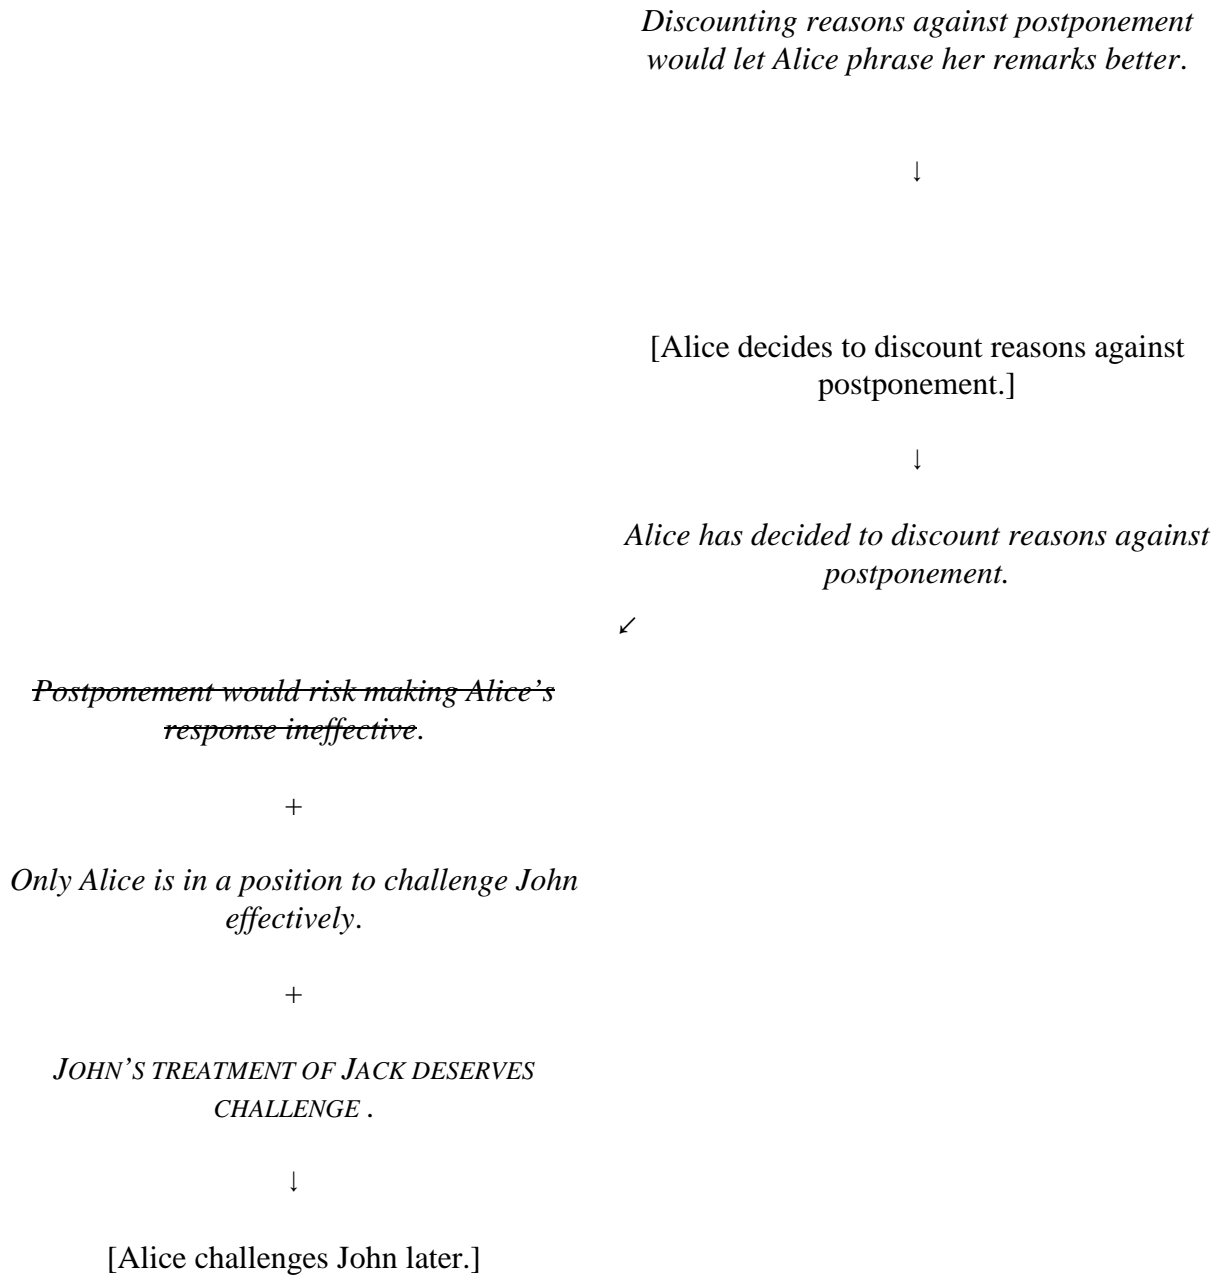 Discounting reasons against postponement
would let Alice phrase her remarks better.
↓
[Alice decides to discount reasons against
postponement.]
↓
Alice has decided to discount reasons against
postponement.
↙
Postponement would risk making Alice’s
response ineffective.
+
Only Alice is in a position to challenge John
effectively.
+
JOHN’S TREATMENT OF JACK DESERVES
CHALLENGE .
↓
[Alice challenges John later.]